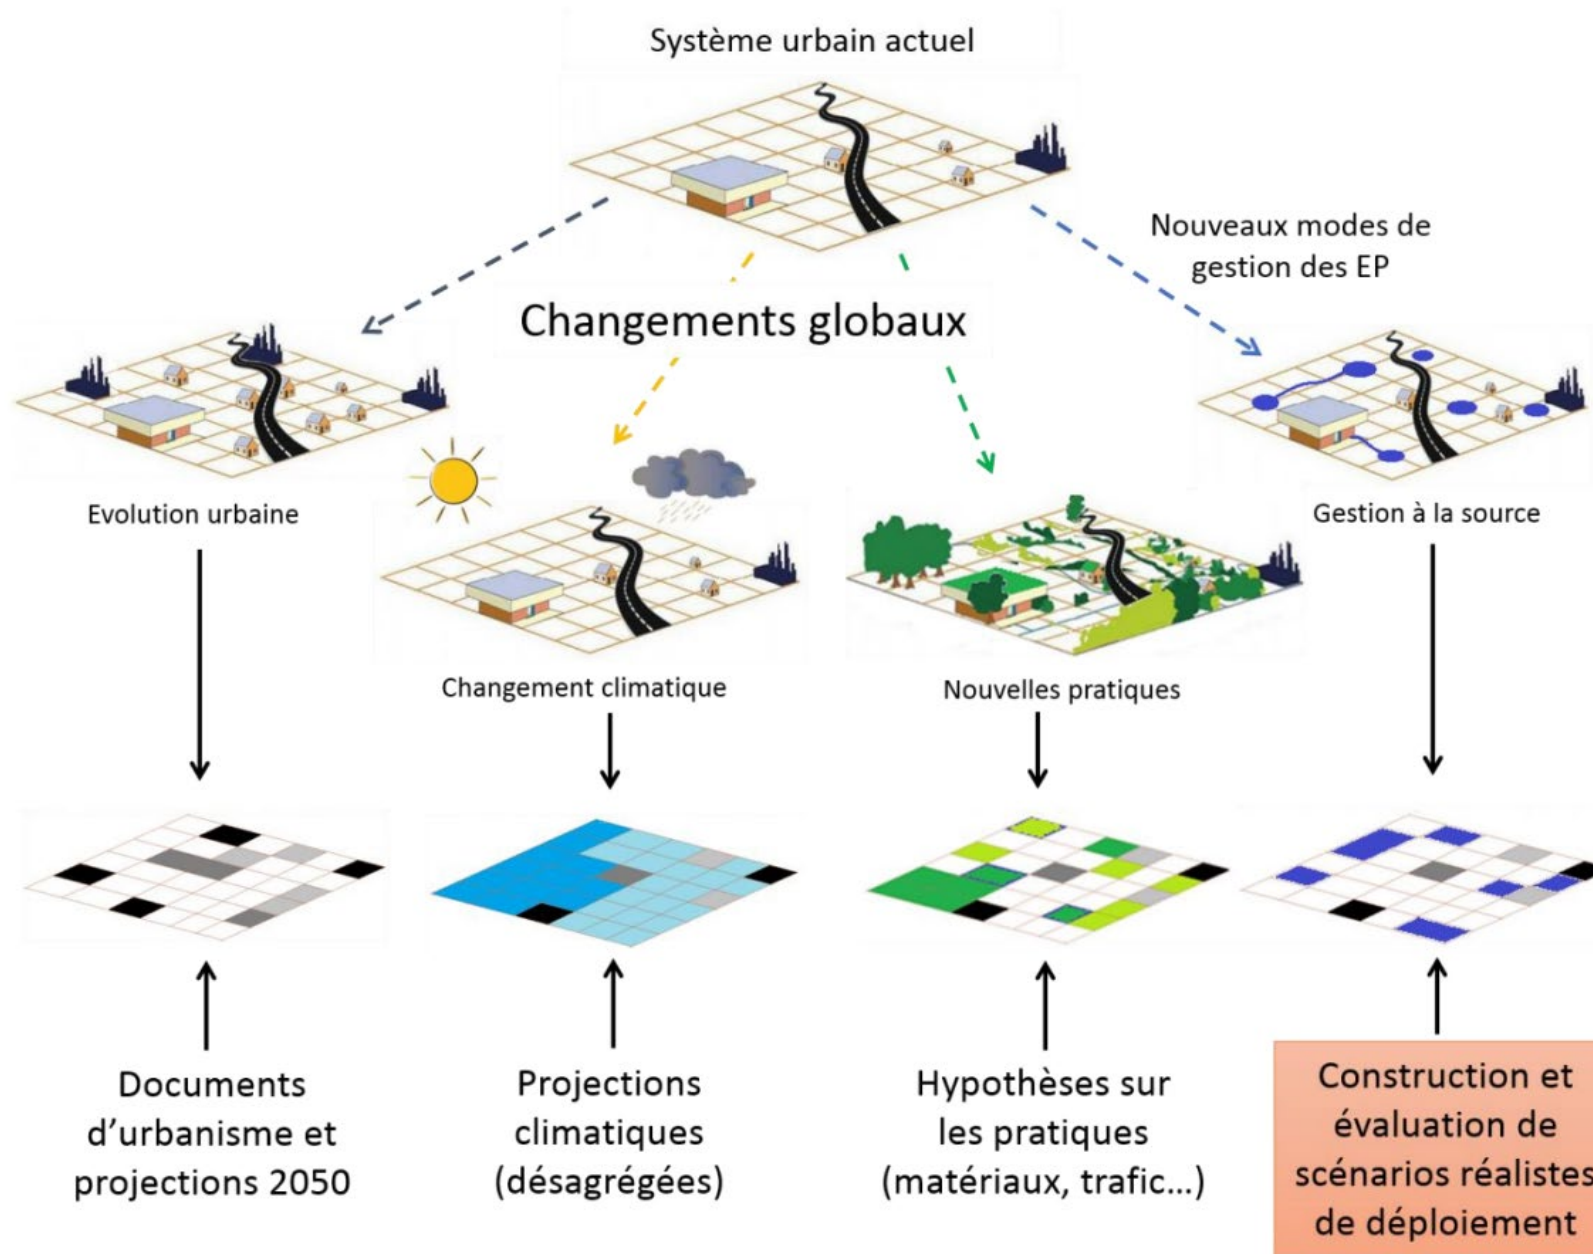 Système urbain actuel
Nouveaux modes de
gestion des EP
Changements globaux
Evolution urbaine
Gestion à la source
Changement climatique
Nouvelles pratiques
Documents
d'urbanisme et
projections 2050
Projections
climatiques
(désagrégées)
Hypothèses sur
les pratiques
(matériaux, trafic...)
Construction et
évaluation de
scénarios réalistes
de déploiement